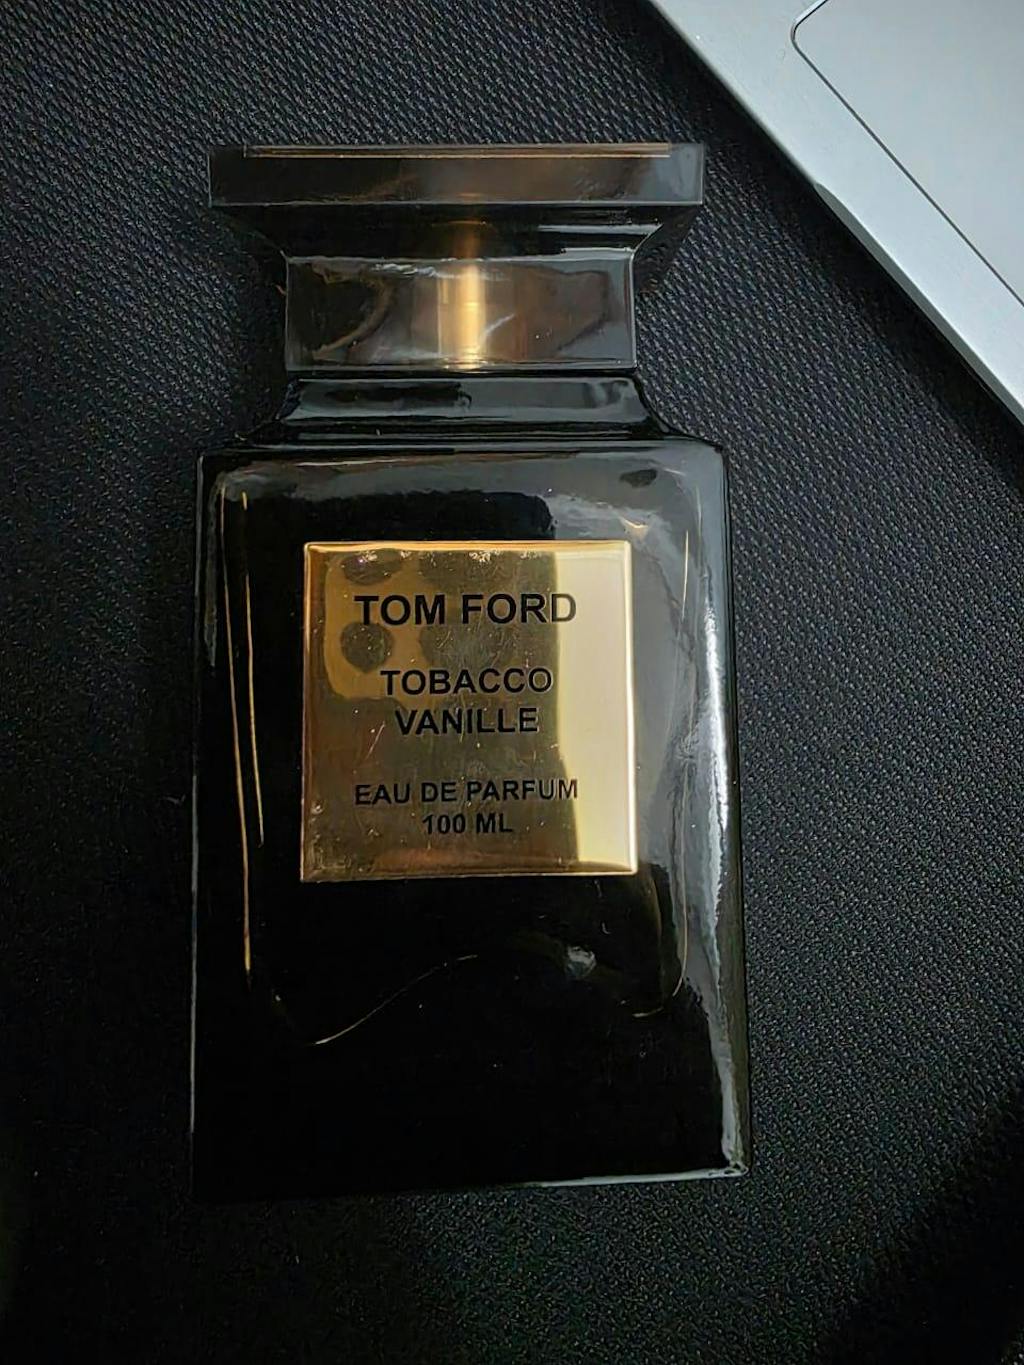 TOM FORD
TOBACCO
VANILLE
EAU DE PARFUM
100 ML